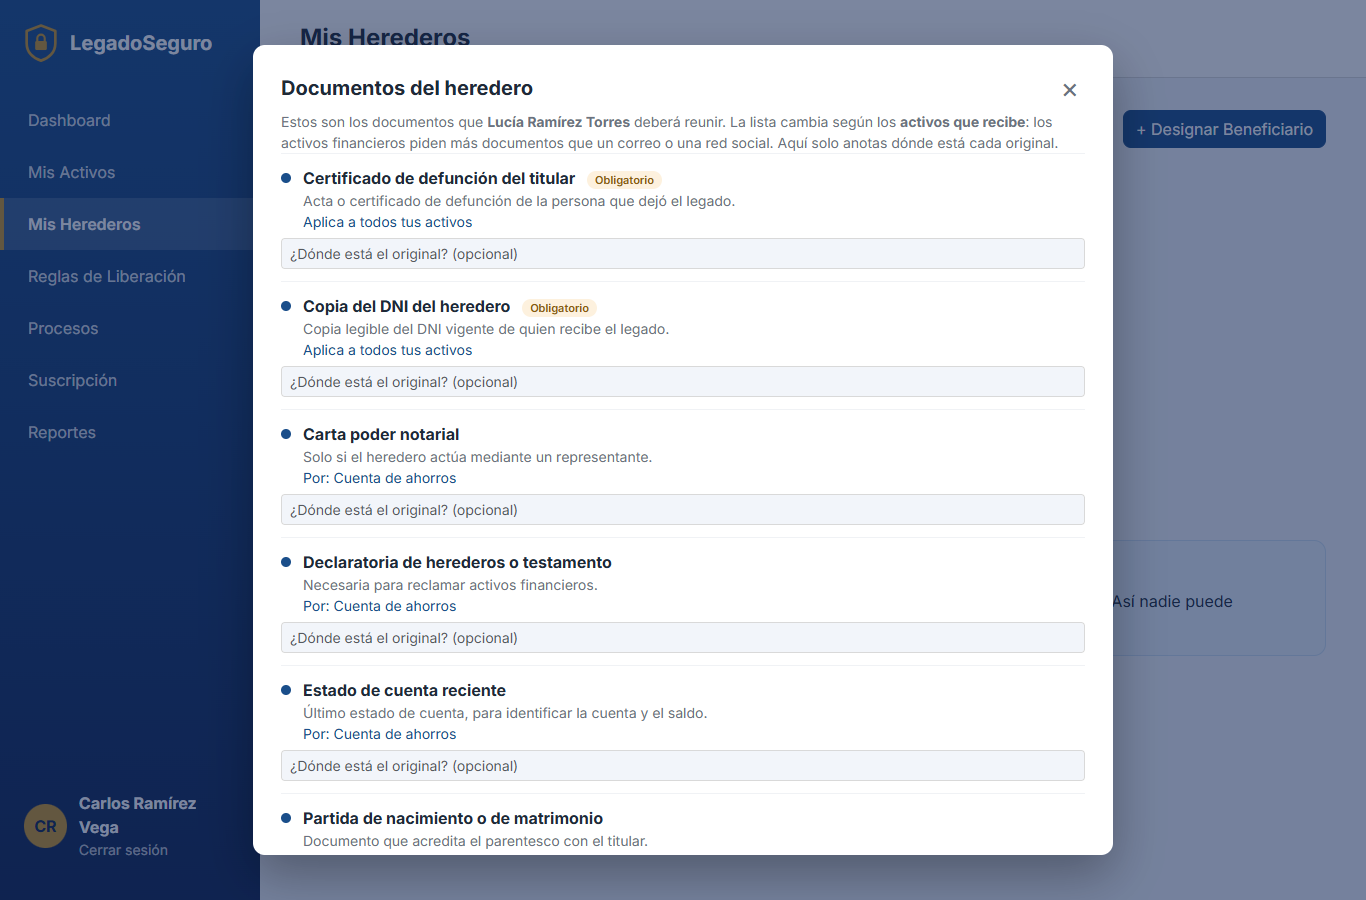 LegadoSeguro
Dashboard
Mis Activos
Mis Herederos
Reglas de Liberación
Procesos
Suscripción
Reportes
CR
Carlos Ramírez
Vega
Cerrar sesión
Mis Herederos
+ Designar Beneficiario
Así nadie puede
Documentos del heredero
×
Estos son los documentos que Lucía Ramírez Torres deberá reunir. La lista cambia según los activos que recibe: los
activos financieros piden más documentos que un correo o una red social. Aquí solo anotas dónde está cada original.
Certificado de defunción del titular Obligatorio
Acta o certificado de defunción de la persona que dejó el legado.
Aplica a todos tus activos
¿Dónde está el original? (opcional)
Copia del DNI del heredero Obligatorio
Copia legible del DNI vigente de quien recibe el legado.
Aplica a todos tus activos
¿Dónde está el original? (opcional)
Carta poder notarial
Solo si el heredero actúa mediante un representante.
Por: Cuenta de ahorros
¿Dónde está el original? (opcional)
Declaratoria de herederos o testamento
Necesaria para reclamar activos financieros.
Por: Cuenta de ahorros
¿Dónde está el original? (opcional)
Estado de cuenta reciente
Último estado de cuenta, para identificar la cuenta y el saldo.
Por: Cuenta de ahorros
¿Dónde está el original? (opcional)
Partida de nacimiento o de matrimonio
Documento que acredita el parentesco con el titular.